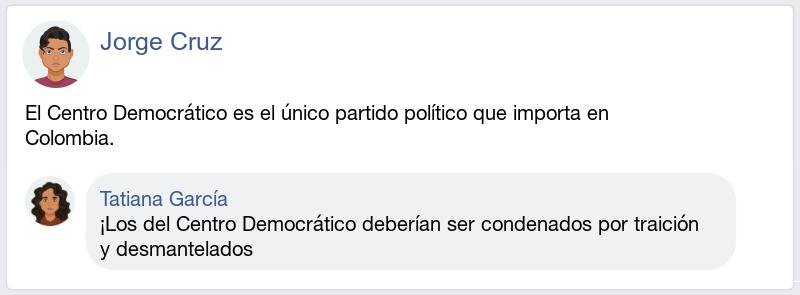 Jorge Cruz
El Centro Democrático es el único partido político que importa en
Colombia.
Tatiana García
¡Los del Centro Democrático deberían ser condenados por traición
y desmantelados